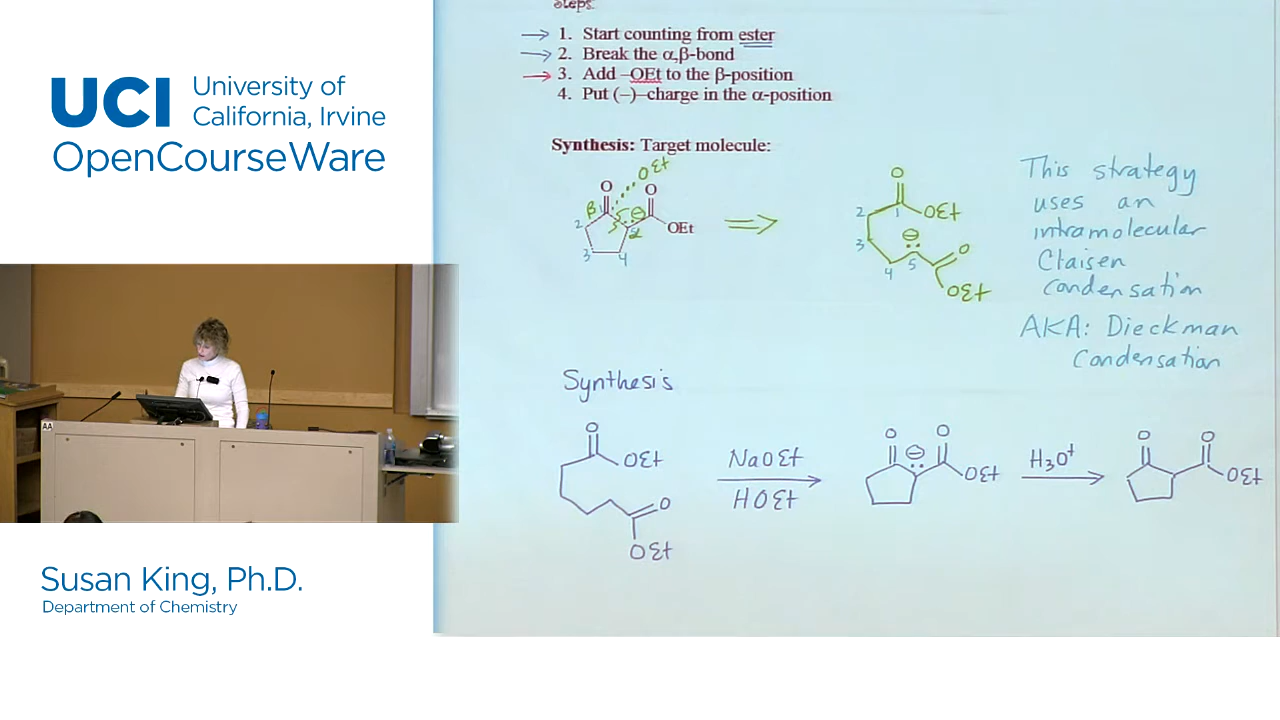 UCI University of
California, Irvine
OpenCourseWare
AA
Susan King, Ph.D.
Department of Chemistry
Steps:
1. Start counting from ester
2. Break the α,β-bond
3. Add –OEt to the β-position
4. Put (–)–charge in the α-position
Synthesis: Target molecule:
OEt
O O
β 1 5 ⊖
2 α OEt
3 4
⇒
O
2 1 OEt
3 ⊖ O
4 5
OEt
This strategy
uses an
intramolecular
Claisen
condensation
AKA: Dieckman
Condensation
Synthesis
O
OEt
O
OEt
NaOEt
HOEt
O ⊖ O
OEt
H3O+
O O
OEt